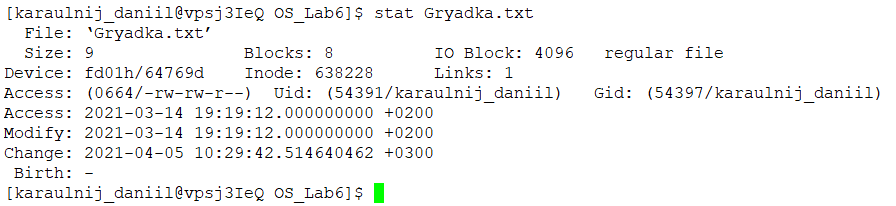 [karaulnij_daniil@vpsj3IeQ OS_Lab6]$ stat Gryadka.txt
  File: ‘Gryadka.txt’
  Size: 9               Blocks: 8          IO Block: 4096   regular file
Device: fd01h/64769d    Inode: 638228      Links: 1
Access: (0664/-rw-rw-r--)  Uid: (54391/karaulnij_daniil)   Gid: (54397/karaulnij_daniil)
Access: 2021-03-14 19:19:12.000000000 +0200
Modify: 2021-03-14 19:19:12.000000000 +0200
Change: 2021-04-05 10:29:42.514640462 +0300
 Birth: -
[karaulnij_daniil@vpsj3IeQ OS_Lab6]$